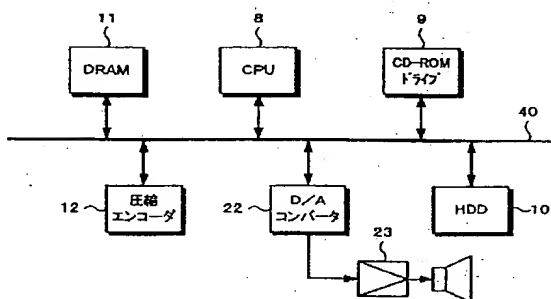 11
8
9
DRAM
CPU
CD-ROM
ドライブ
40
12
圧縮
エンコーダ
22
D/A
コンバータ
HDD
10
23